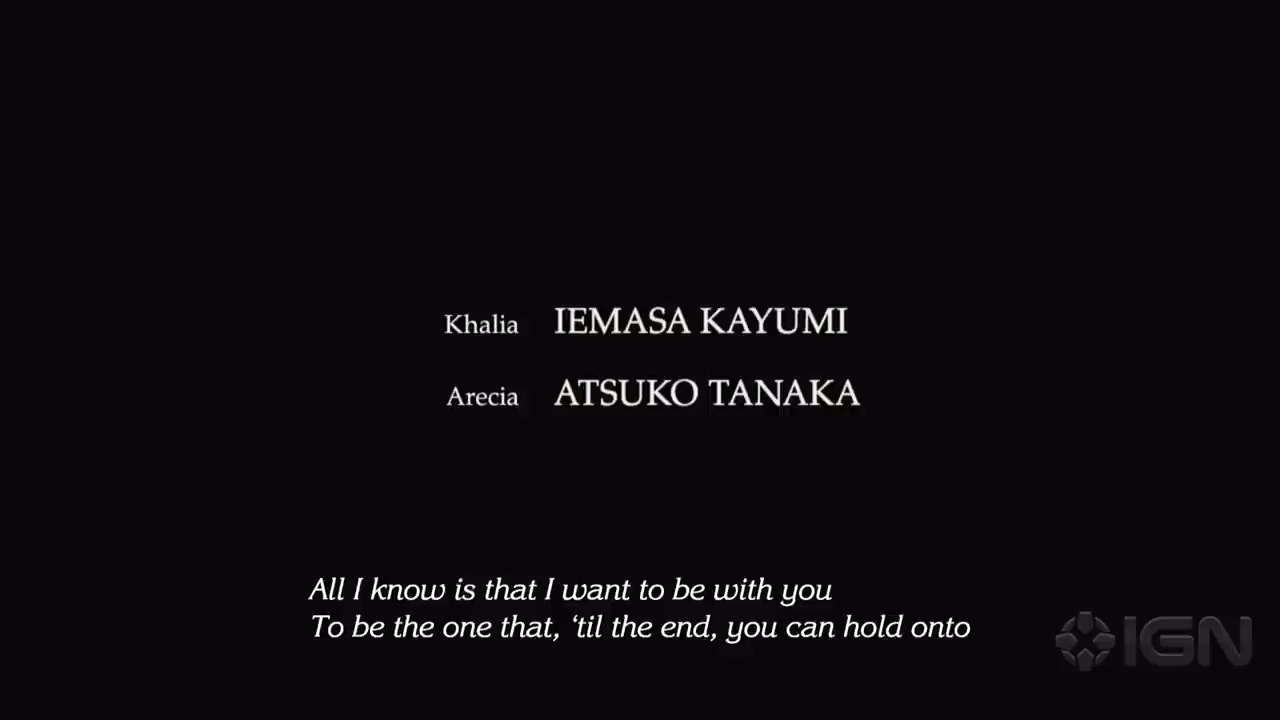 Khalia IEMASA KAYUMI
Arecia ATSUKO TANAKA
All I know is that I want to be with you
To be the one that, ‘til the end, you can hold onto
IGN